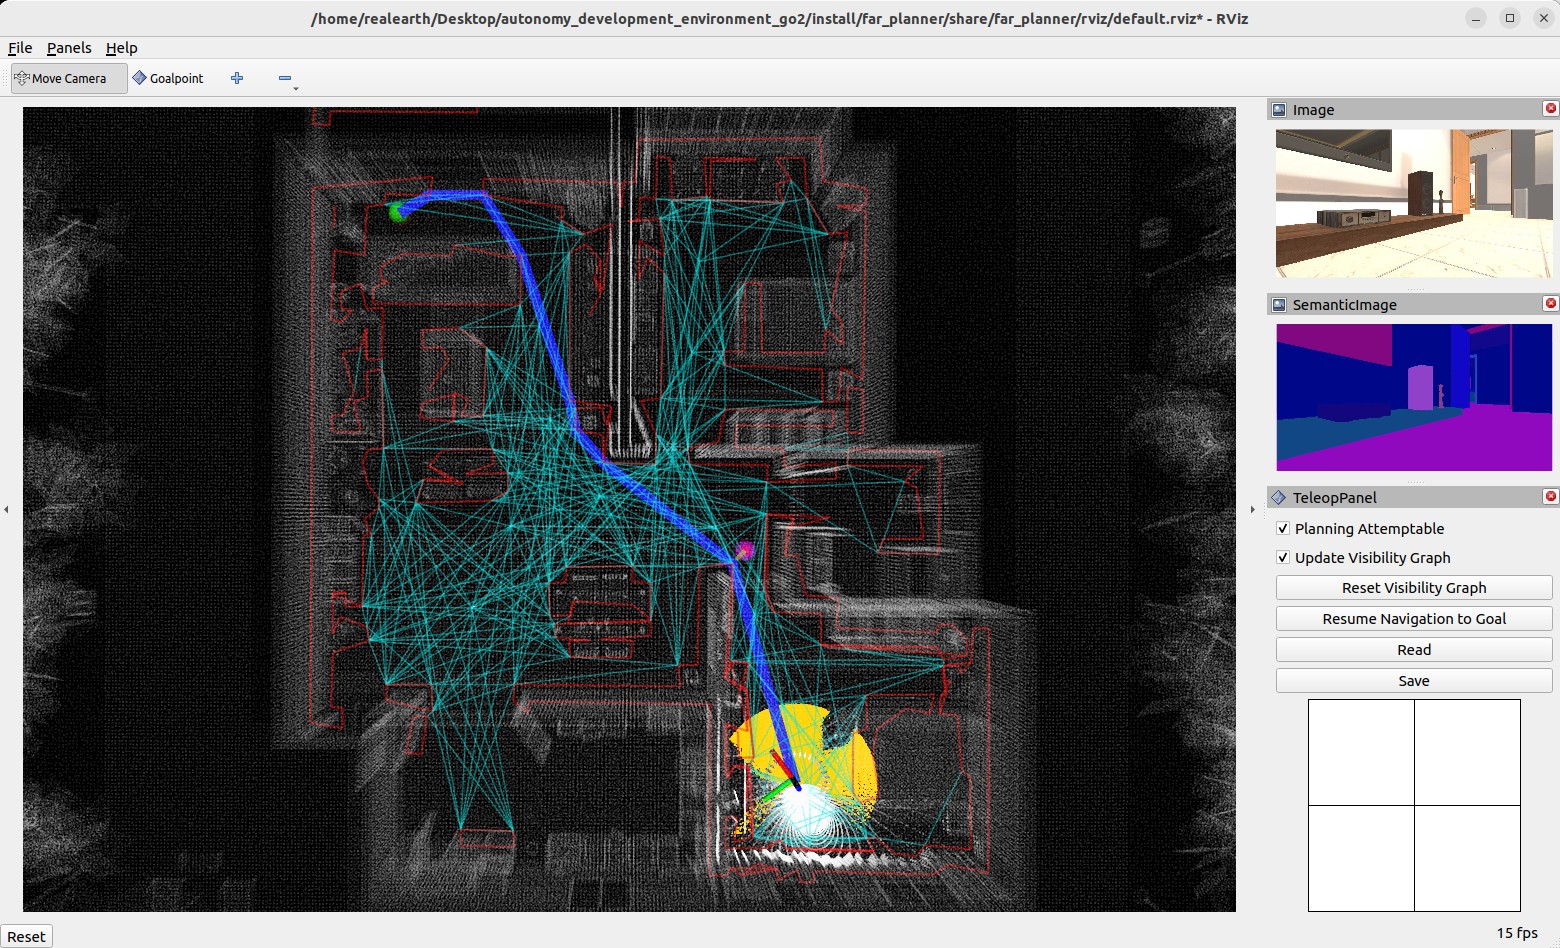 /home/realearth/Desktop/autonomy_development_environment_go2/install/far_planner/share/far_planner/rviz/default.rviz* - RViz
File Panels Help
Move Camera Goalpoint
Image
SemanticImage
TeleopPanel
Planning Attemptable
Update Visibility Graph
Reset Visibility Graph
Resume Navigation to Goal
Read
Save
Reset
15 fps